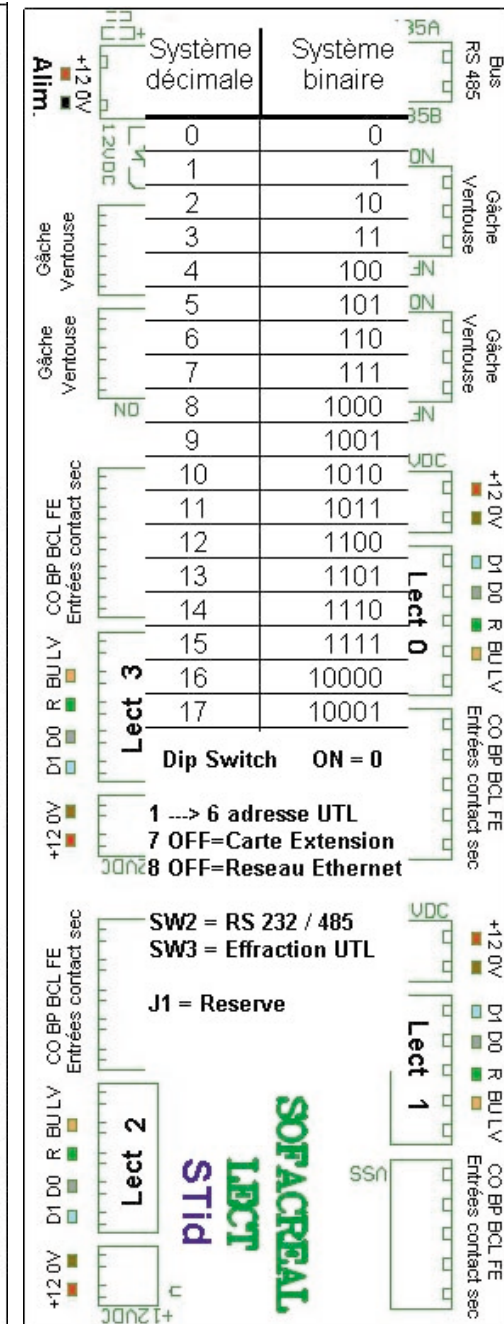 +12 0V
Alim.
12VDC
Gâche
Ventouse
Gâche
Ventouse
NO
CO BP BCL FE
Entrées contact sec
D1 D0 R BU LV
Lect 3
+12 0V
CO BP BCL FE
Entrées contact sec
D1 D0 R BU LV
Lect 2
+12 0V
+12VDC
Système décimale Système binaire
0 0
1 1
2 10
3 11
4 100
5 101
6 110
7 111
8 1000
9 1001
10 1010
11 1011
12 1100
13 1101
14 1110
15 1111
16 10000
17 10001
Dip Switch ON = 0
1 ---> 6 adresse UTL
7 OFF=Carte Extension
8 OFF=Reseau Ethernet
SW2 = RS 232 / 485
SW3 = Effraction UTL
J1 = Reserve
SOFACREAL
LECT
STid
Bus
RS 485
NO
Gâche
Ventouse
NF
NO
Gâche
Ventouse
NF
VDC
+12 0V
D1 D0 R BU LV
Lect 0
CO BP BCL FE
Entrées contact sec
VDC
+12 0V
D1 D0 R BU LV
Lect 1
VSS
CO BP BCL FE
Entrées contact sec